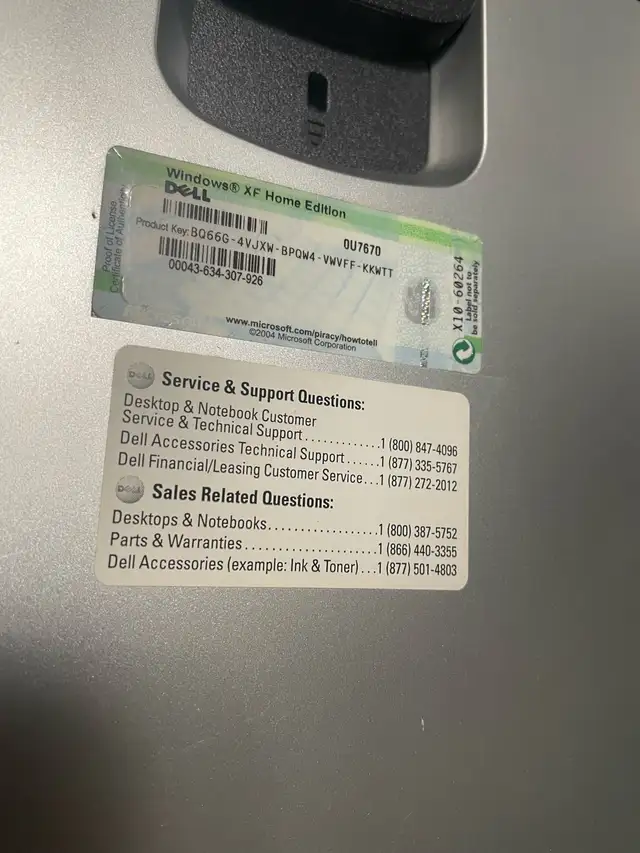 Windows® XP Home Edition
DELL
0U7670
Product Key: BQ66G-4VJXW-BPQW4-VWVFF-KKWTT
00043-634-307-926
Proof of License
Certificate of Authenticity
www.microsoft.com/piracy/howtotell
©2004 Microsoft Corporation
X10-60264
Label not to
be sold separately
DELL Service & Support Questions:
Desktop & Notebook Customer
Service & Technical Support............1 (800) 847-4096
Dell Accessories Technical Support......1 (877) 335-5767
Dell Financial/Leasing Customer Service...1 (877) 272-2012
DELL Sales Related Questions:
Desktops & Notebooks.................1 (800) 387-5752
Parts & Warranties....................1 (866) 440-3355
Dell Accessories (example: Ink & Toner)...1 (877) 501-4803